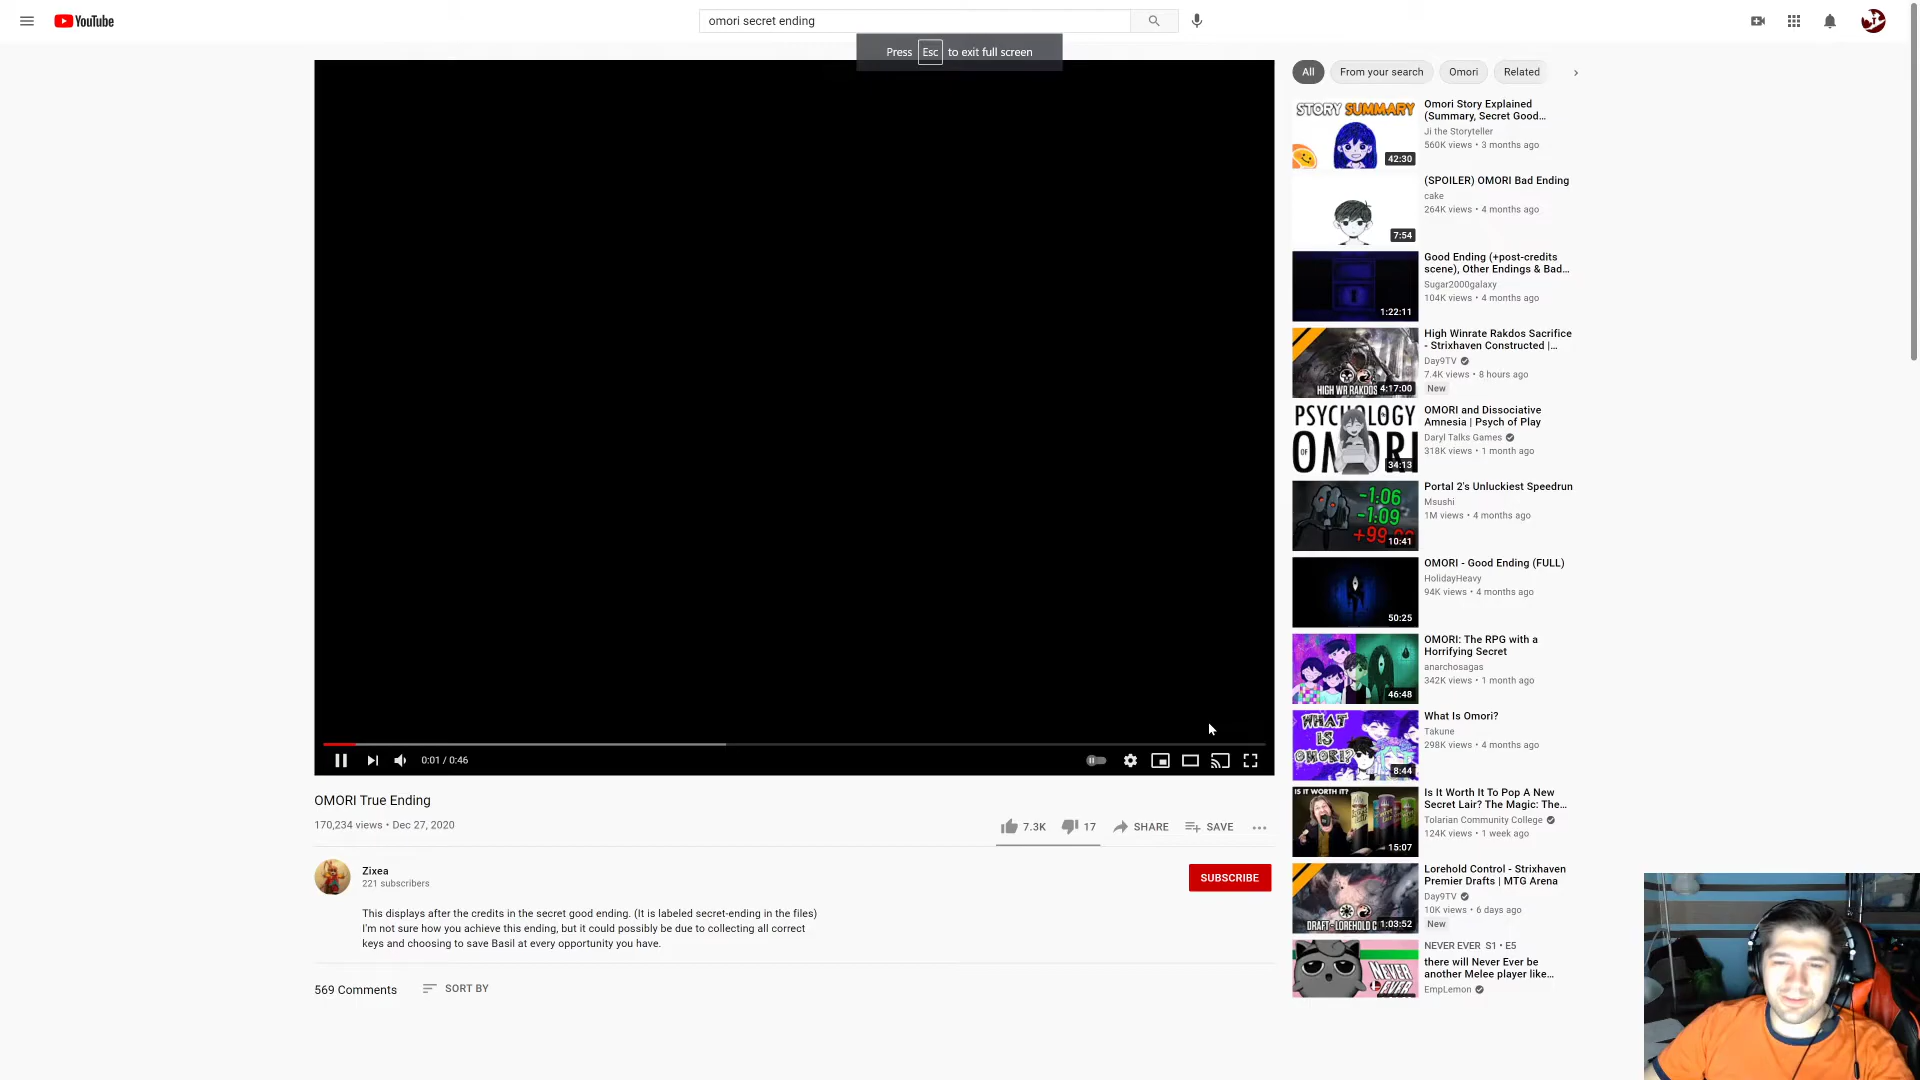 YouTube
omori secret ending
Press Esc to exit full screen
All
From your search
Omori
Related
STORY SUMMARY
42:30
Omori Story Explained
(Summary, Secret Good...
Ji the Storyteller
560K views • 3 months ago
7:54
(SPOILER) OMORI Bad Ending
cake
264K views • 4 months ago
1:22:11
Good Ending (+post-credits
scene), Other Endings & Bad...
Sugar2000galaxy
104K views • 4 months ago
HIGH WR RAKDOS
4:17:00
High Winrate Rakdos Sacrifice
- Strixhaven Constructed |...
Day9TV
7.4K views • 8 hours ago
New
PSYCHOLOGY
OF OMORI
34:13
OMORI and Dissociative
Amnesia | Psych of Play
Daryl Talks Games
318K views • 1 month ago
-1.06
-1.09
+99.
10:41
Portal 2's Unluckiest Speedrun
Msushi
1M views • 4 months ago
50:25
OMORI - Good Ending (FULL)
HolidayHeavy
94K views • 4 months ago
46:48
OMORI: The RPG with a
Horrifying Secret
anarchosagas
342K views • 1 month ago
WHAT
IS
OMORI?
8:44
What Is Omori?
Takune
298K views • 4 months ago
IS IT WORTH IT?
15:07
Is It Worth It To Pop A New
Secret Lair? The Magic: The...
Tolarian Community College
124K views • 1 week ago
DRAFT - LOREHOLD C
1:03:52
Lorehold Control - Strixhaven
Premier Drafts | MTG Arena
Day9TV
10K views • 6 days ago
New
NEVER
EVER
NEVER EVER S1 • E5
there will Never Ever be
another Melee player like...
EmpLemon
0:01 / 0:46
OMORI True Ending
170,234 views • Dec 27, 2020
7.3K
17
SHARE
SAVE
Zixea
221 subscribers
SUBSCRIBE
This displays after the credits in the secret good ending. (It is labeled secret-ending in the files)
I'm not sure how you achieve this ending, but it could possibly be due to collecting all correct
keys and choosing to save Basil at every opportunity you have.
569 Comments
SORT BY